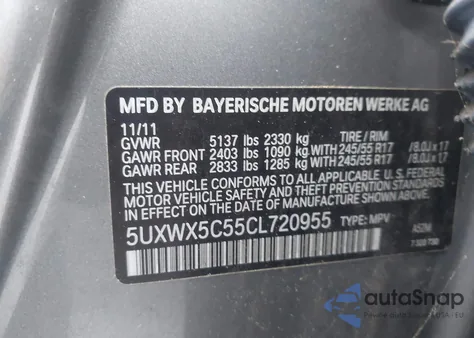 MFD BY BAYERISCHE MOTOREN WERKE AG
11/11
GVWR 5137 lbs 2330 kg TIRE / RIM
GAWR FRONT 2403 lbs 1090 kg WITH 245/55 R17 /8.0J x 17
GAWR REAR 2833 lbs 1285 kg WITH 245/55 R17 /8.0J x 17
THIS VEHICLE CONFORMS TO ALL APPLICABLE U.S. FEDERAL
MOTOR VEHICLE SAFETY STANDARDS IN EFFECT ON THE
DATE OF MANUFACTURE SHOWN ABOVE.
5UXWX5C55CL720955 TYPE: MPV
autoSnap